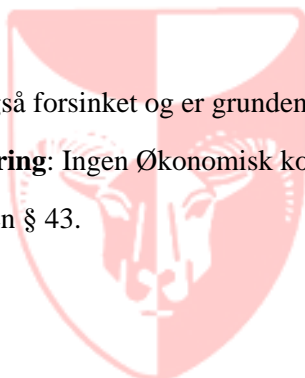 så forsinket og er grunden
ring: Ingen Økonomisk ko
n § 43.